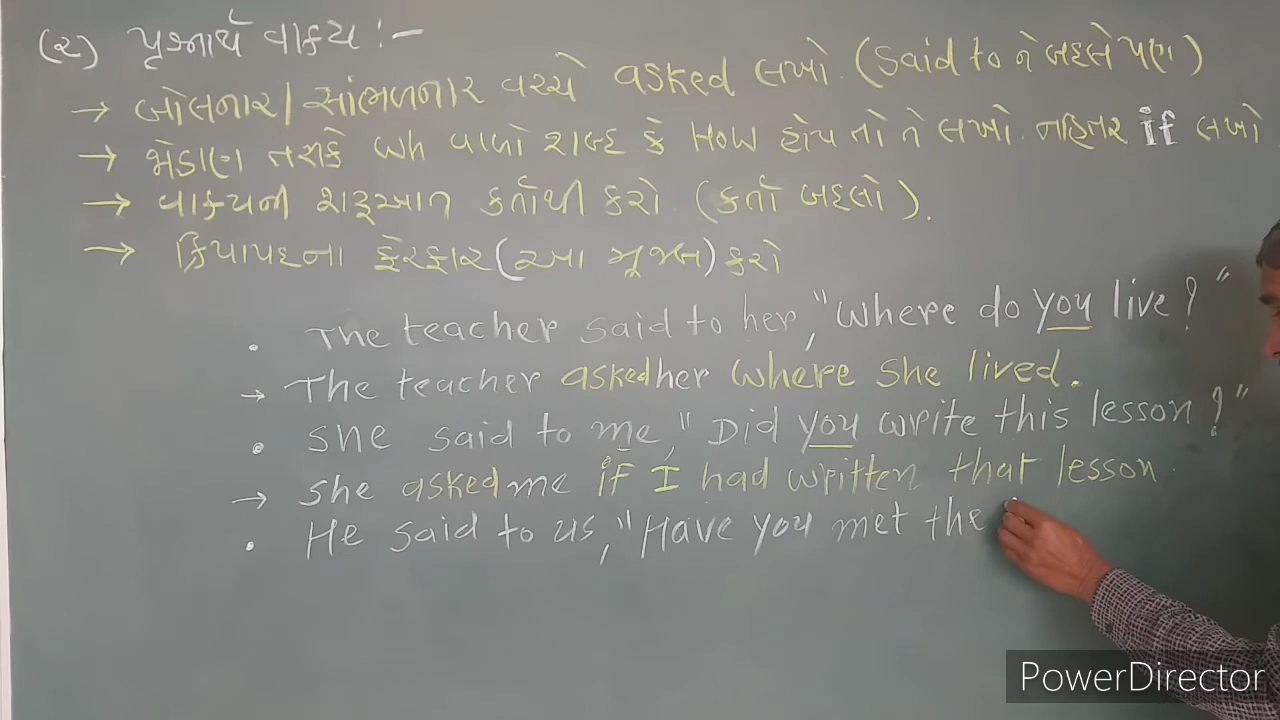 (૨) પ્રશ્નાર્થ વાક્ય :-
→ બોલનાર/સાંભળનાર વચ્ચે asked લખો. (said to ને બદલે પણ)
→ જોડાણ તરીકે wh વાળો શબ્દ કે How હોય તો તે લખો. નહિતર if લખો
→ વાક્યની શરૂઆત કર્તાથી કરો. (કર્તા બદલો).
→ ક્રિયાપદના ફેરફાર (આ મુજબ) કરો
. The teacher said to her, "Where do you live?"
→ The teacher asked her where she lived.
. She said to me, "Did you write this lesson?"
→ She asked me if I had written that lesson.
. He said to us, "Have you met the
PowerDirector